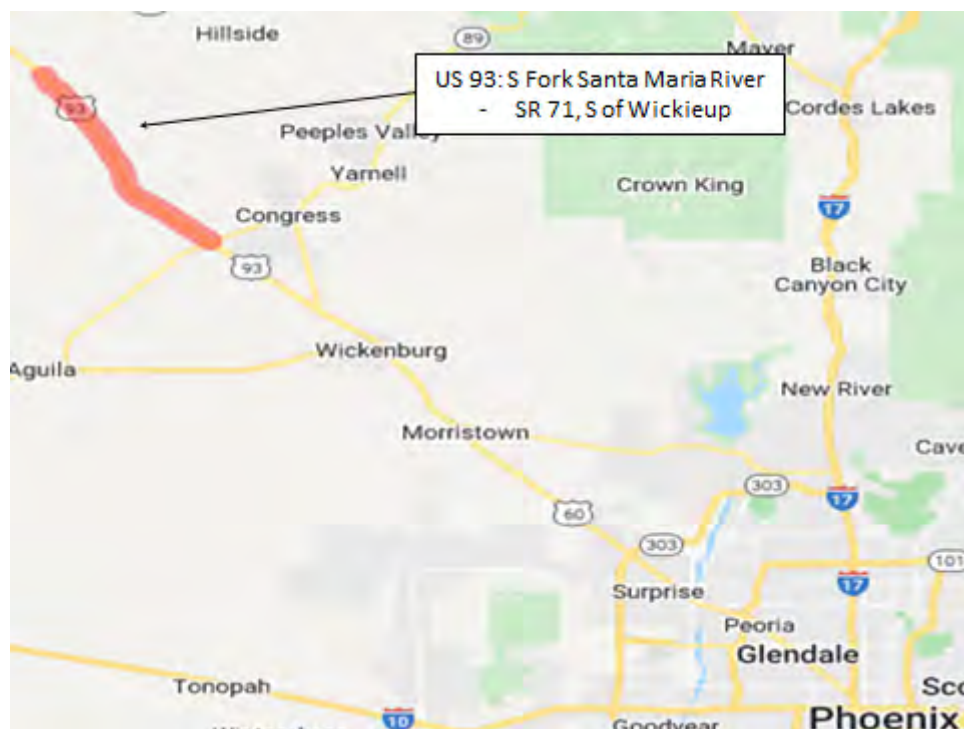 Hillside
89
Mayer
US 93: S Fork Santa Maria River
- SR 71, S of Wickieup
93
Cordes Lakes
Peeples Valley
Yarnell
Crown King
17
Congress
93
Black
Canyon City
Wickenburg
Aguila
New River
Morristown
Cave
303
17
60
303
101
17
Surprise
Peoria
Glendale
Tonopah
Sco
10
Goodyear
Phoenix